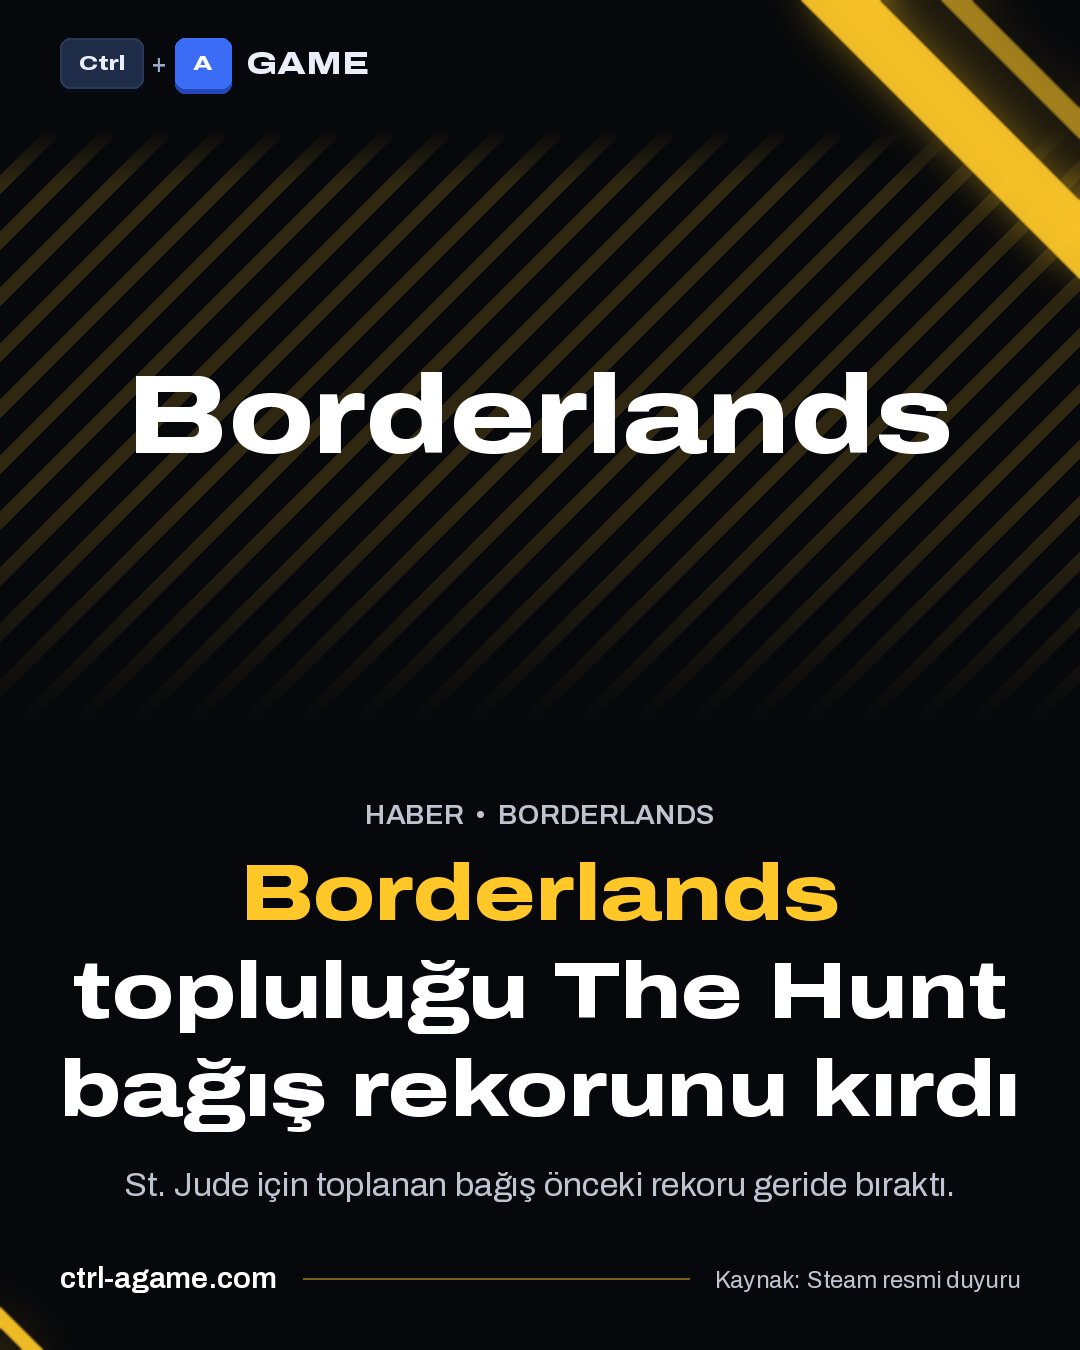 Ctrl + A GAME
Borderlands
HABER • BORDERLANDS
Borderlands
topluluğu The Hunt
bağış rekorunu kırdı
St. Jude için toplanan bağış önceki rekoru geride bıraktı.
ctrl-agame.com
Kaynak: Steam resmi duyuru